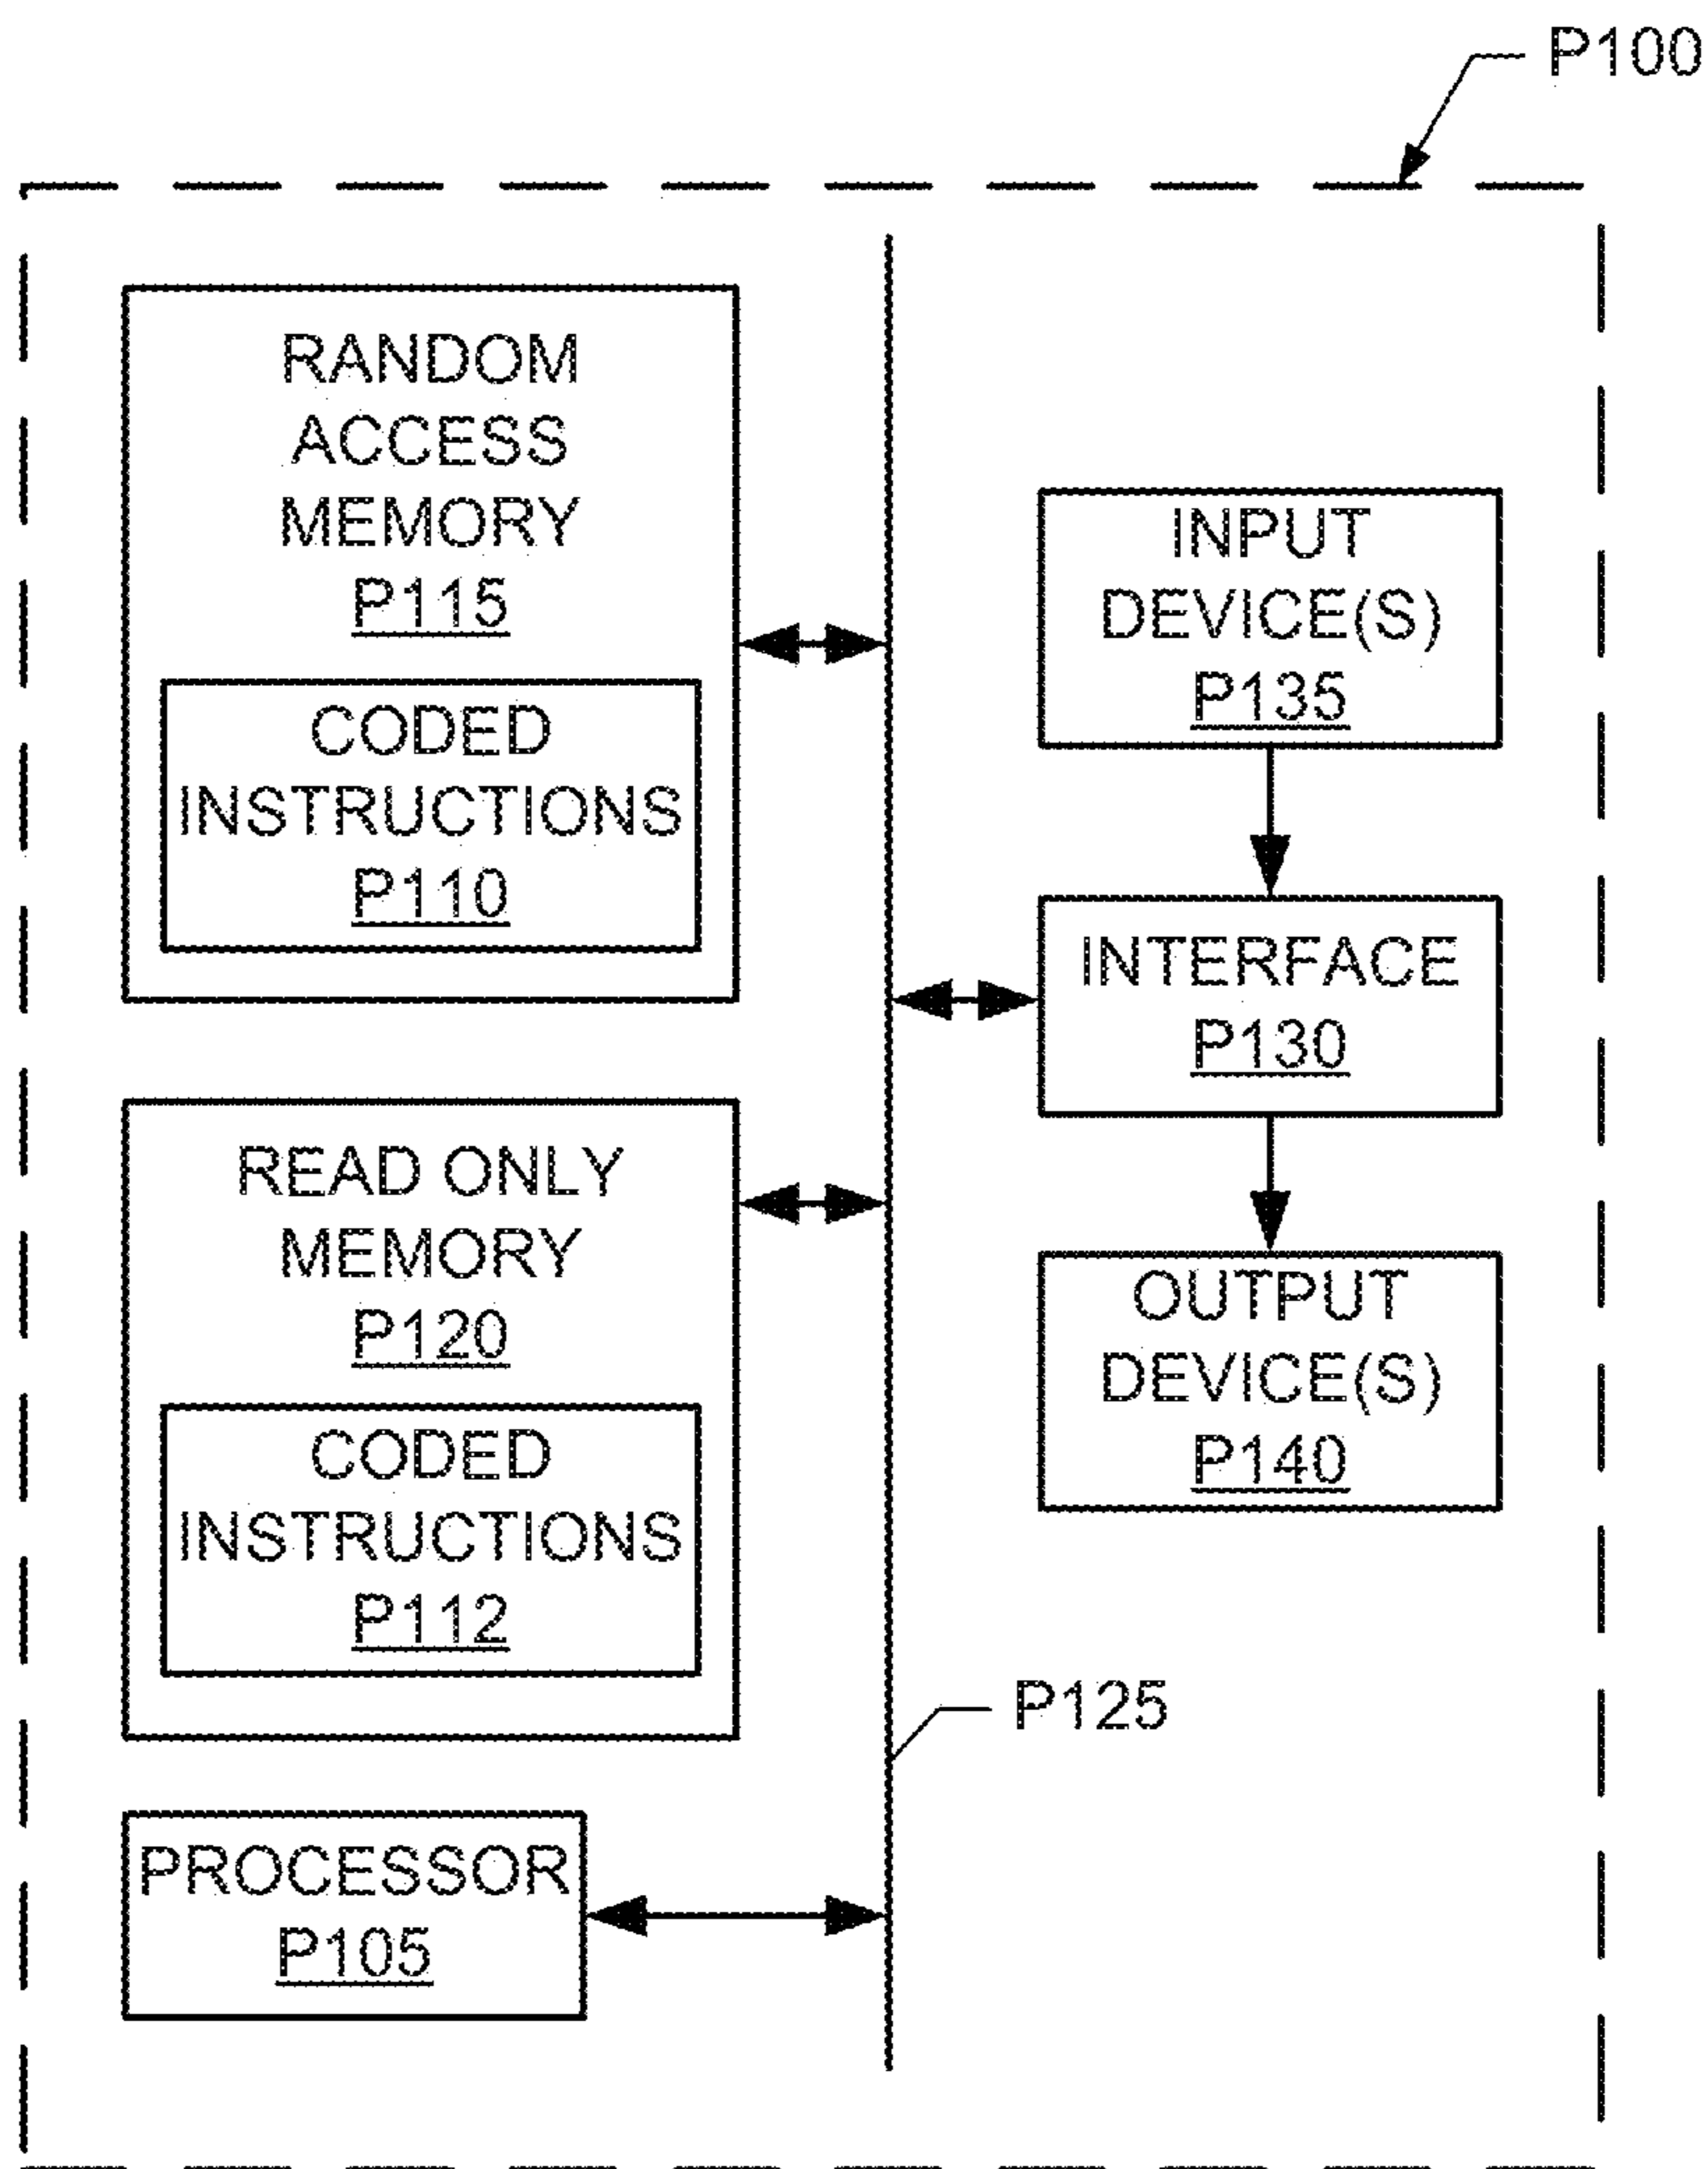 P100
RANDOM
ACCESS
MEMORY
P115
CODED
INSTRUCTIONS
P110
READ ONLY
MEMORY
P120
CODED
INSTRUCTIONS
P112
PROCESSOR
P105
INPUT
DEVICE(S)
P135
INTERFACE
P130
OUTPUT
DEVICE(S)
P140
P125